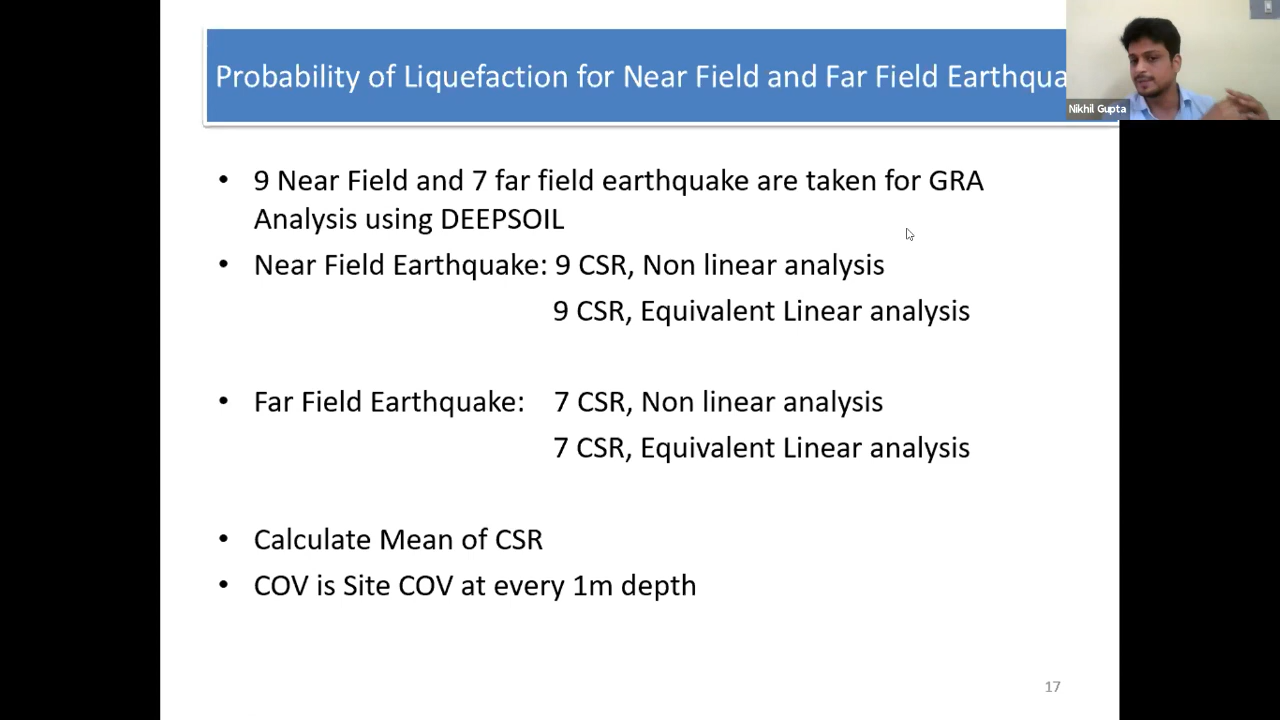 Probability of Liquefaction for Near Field and Far Field Earthqua
Nikhil Gupta
• 9 Near Field and 7 far field earthquake are taken for GRA
Analysis using DEEPSOIL
• Near Field Earthquake: 9 CSR, Non linear analysis
9 CSR, Equivalent Linear analysis
• Far Field Earthquake: 7 CSR, Non linear analysis
7 CSR, Equivalent Linear analysis
• Calculate Mean of CSR
• COV is Site COV at every 1m depth
17